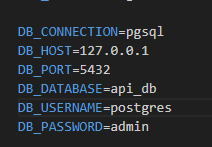 DB_CONNECTION=pgsql
DB_HOST=127.0.0.1
DB_PORT=5432
DB_DATABASE=api_db
DB_USERNAME=postgres
DB_PASSWORD=admin